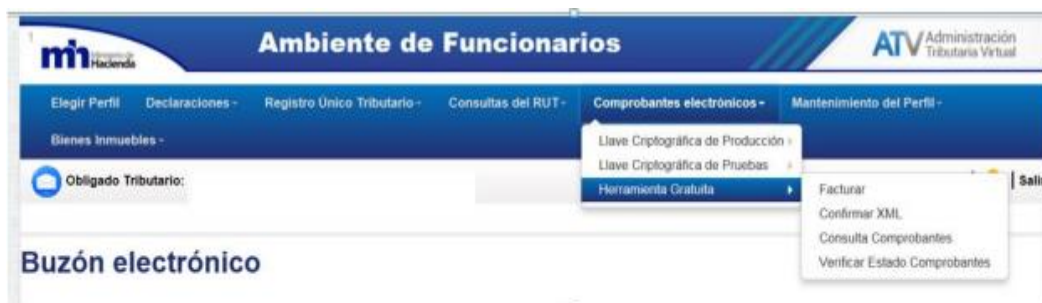 Ministerio de
Hacienda
Ambiente de Funcionarios
ATV Administración
Tributaria Virtual
Elegir Perfil Declaraciones Registro Único Tributario Consultas del RUT Comprobantes electrónicos Mantenimiento del Perfil
Bienes Inmuebles
Llave Criptográfica de Producción
Llave Criptográfica de Pruebas
Herramienta Gratuita
Facturar
Confirmar XML
Consulta Comprobantes
Verificar Estado Comprobantes
Obligado Tributario:
Buzón electrónico